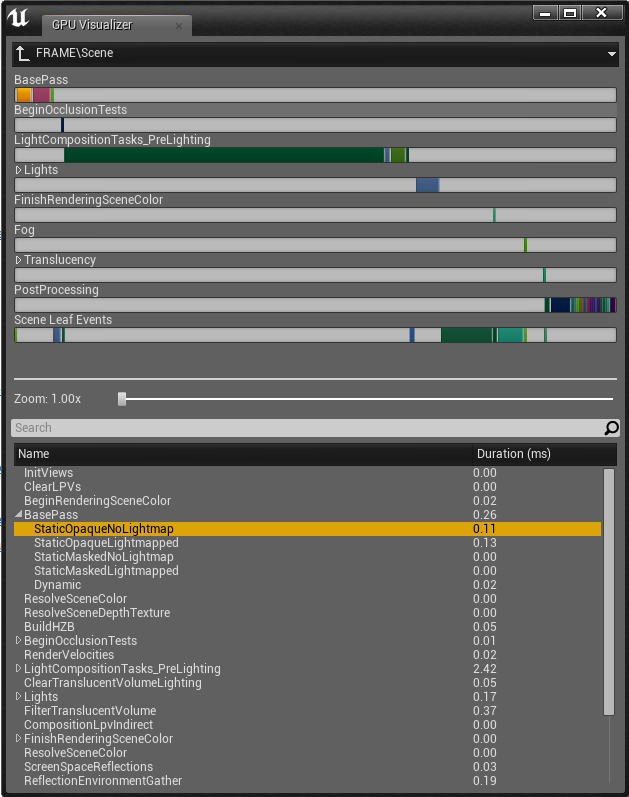 GPU Visualizer
FRAME\Scene
BasePass
BeginOcclusionTests
LightCompositionTasks_PreLighting
Lights
FinishRenderingSceneColor
Fog
Translucency
PostProcessing
Scene Leaf Events
Zoom: 1.00x
Search
Name Duration (ms)
InitViews 0.00
ClearLPVs 0.00
BeginRenderingSceneColor 0.02
BasePass 0.26
StaticOpaqueNoLightmap 0.11
StaticOpaqueLightmapped 0.13
StaticMaskedNoLightmap 0.00
StaticMaskedLightmapped 0.00
Dynamic 0.02
ResolveSceneColor 0.00
ResolveSceneDepthTexture 0.00
BuildHZB 0.05
BeginOcclusionTests 0.01
RenderVelocities 0.02
LightCompositionTasks_PreLighting 2.42
ClearTranslucentVolumeLighting 0.05
Lights 0.17
FilterTranslucentVolume 0.37
CompositionLpvIndirect 0.00
FinishRenderingSceneColor 0.00
ResolveSceneColor 0.00
ScreenSpaceReflections 0.03
ReflectionEnvironmentGather 0.19